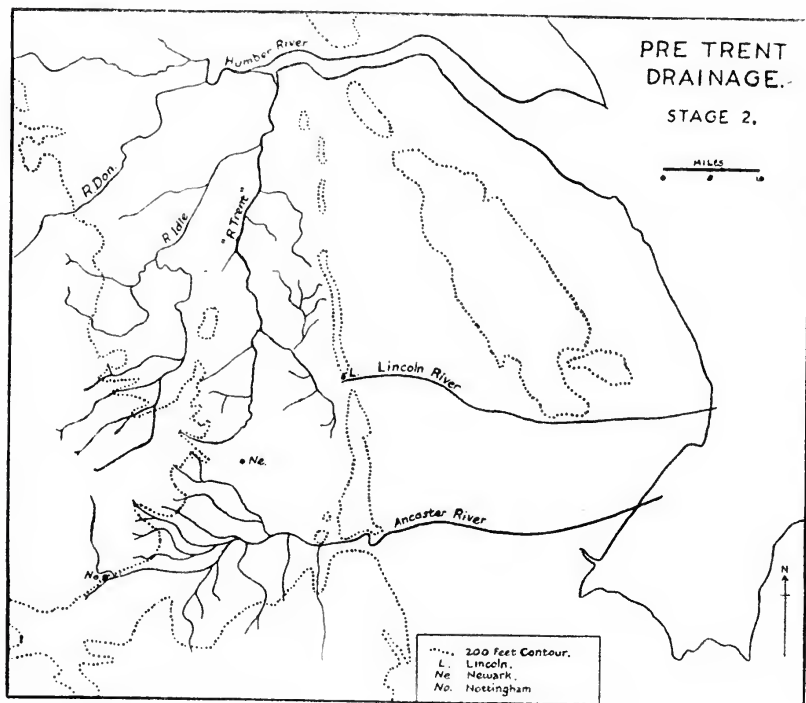 Humber River
PRE TRENT
DRAINAGE.
STAGE 2.
MILES
R. Don.
R. Idle
"R. Trent"
L. Lincoln River
Ne.
Ancaster River
No.
N
200 Feet Contour.
L. Lincoln.
Ne Newark.
No. Nottingham